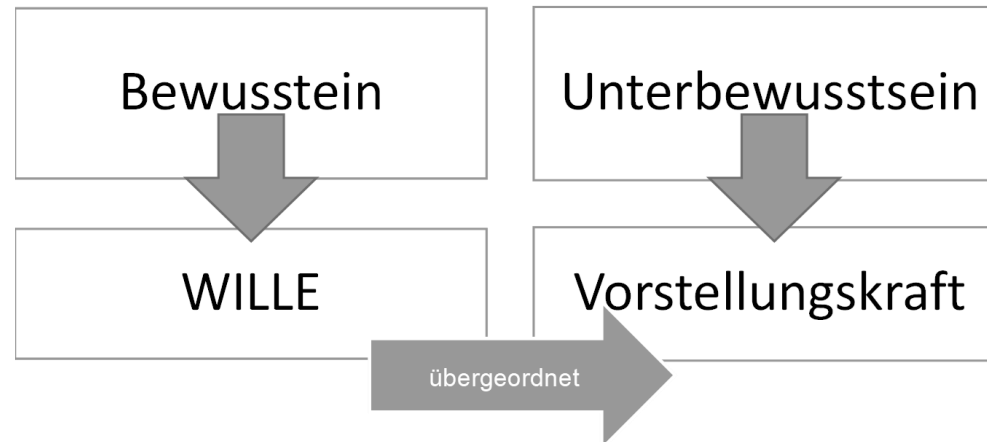 Bewusstein
Unterbewusstsein
WILLE
Vorstellungskraft
übergeordnet